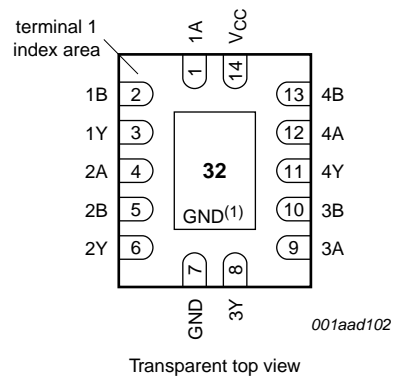 terminal 1
index area
1A
VCC
1
14
1B 2
13 4B
1Y 3
12 4A
2A 4
32
11 4Y
2B 5
GND(1)
10 3B
2Y 6
9 3A
7
8
GND
3Y
001aad102
Transparent top view